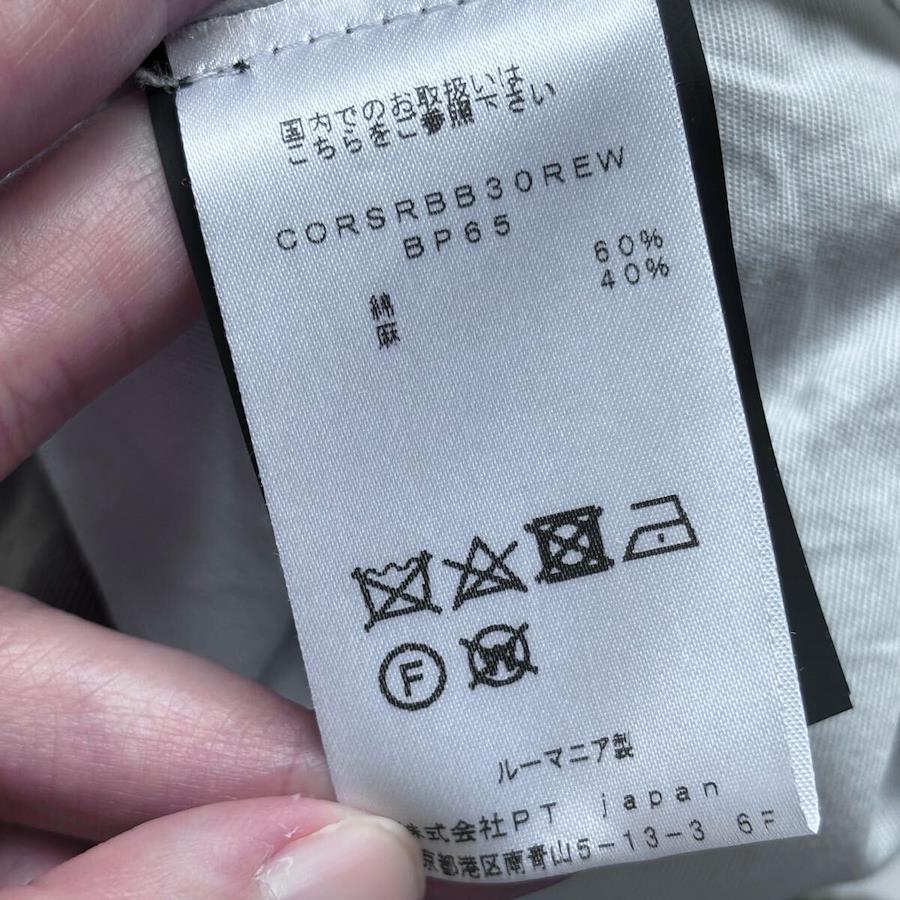 国内でのお取扱いは
こちらをご参照下さい
CORSRBB30REW
BP65
綿 60%
麻 40%
F
W
ルーマニア製
株式会社PT japan
京都港区南青山5-13-3 6F